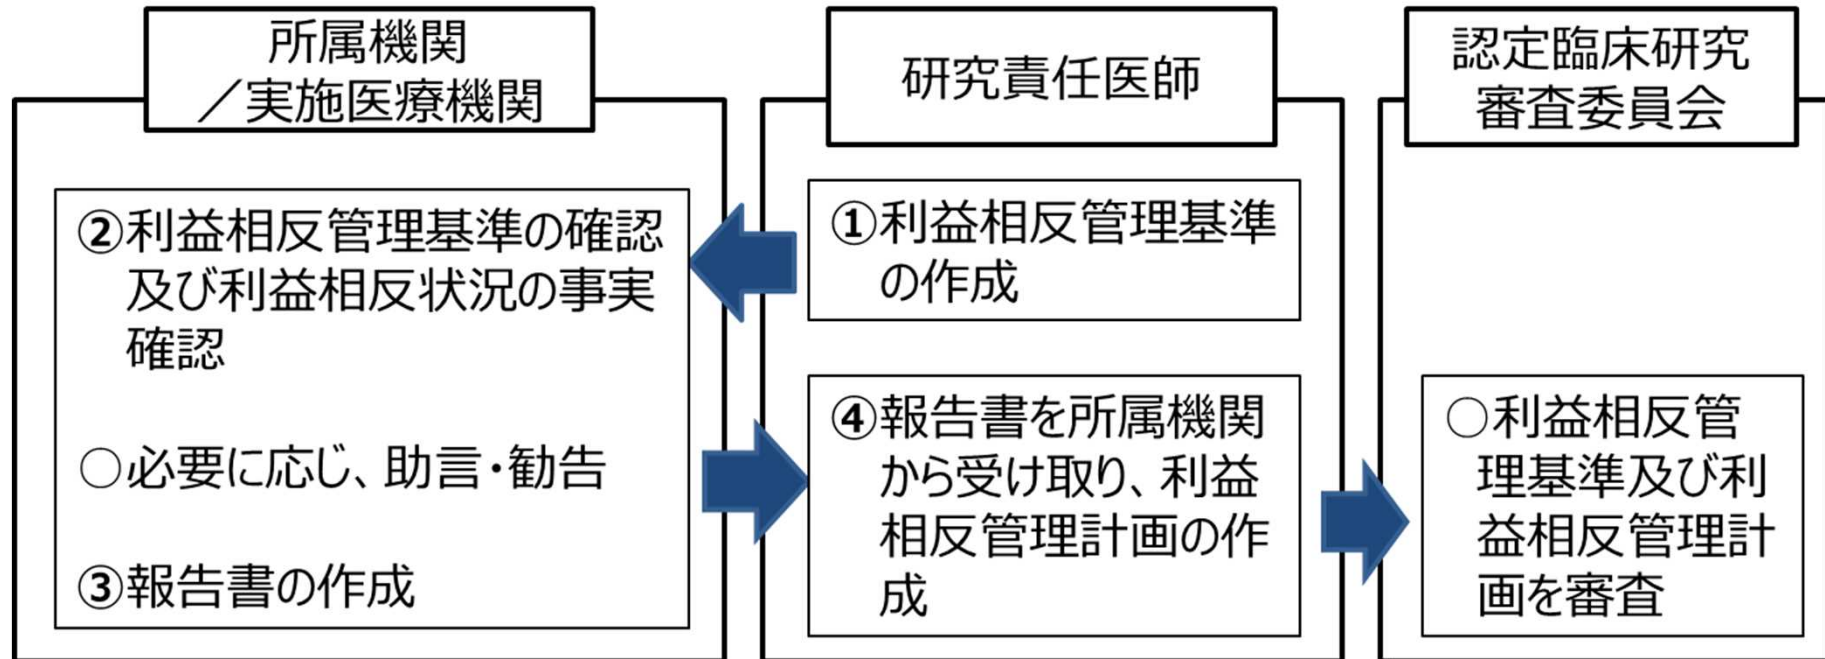 所属機関
／実施医療機関
②利益相反管理基準の確認
及び利益相反状況の事実
確認
○必要に応じ、助言・勧告
③報告書の作成
研究責任医師
①利益相反管理基準
の作成
④報告書を所属機関
から受け取り、利益
相反管理計画の作
成
認定臨床研究
審査委員会
○利益相反管
理基準及び利
益相反管理計
画を審査